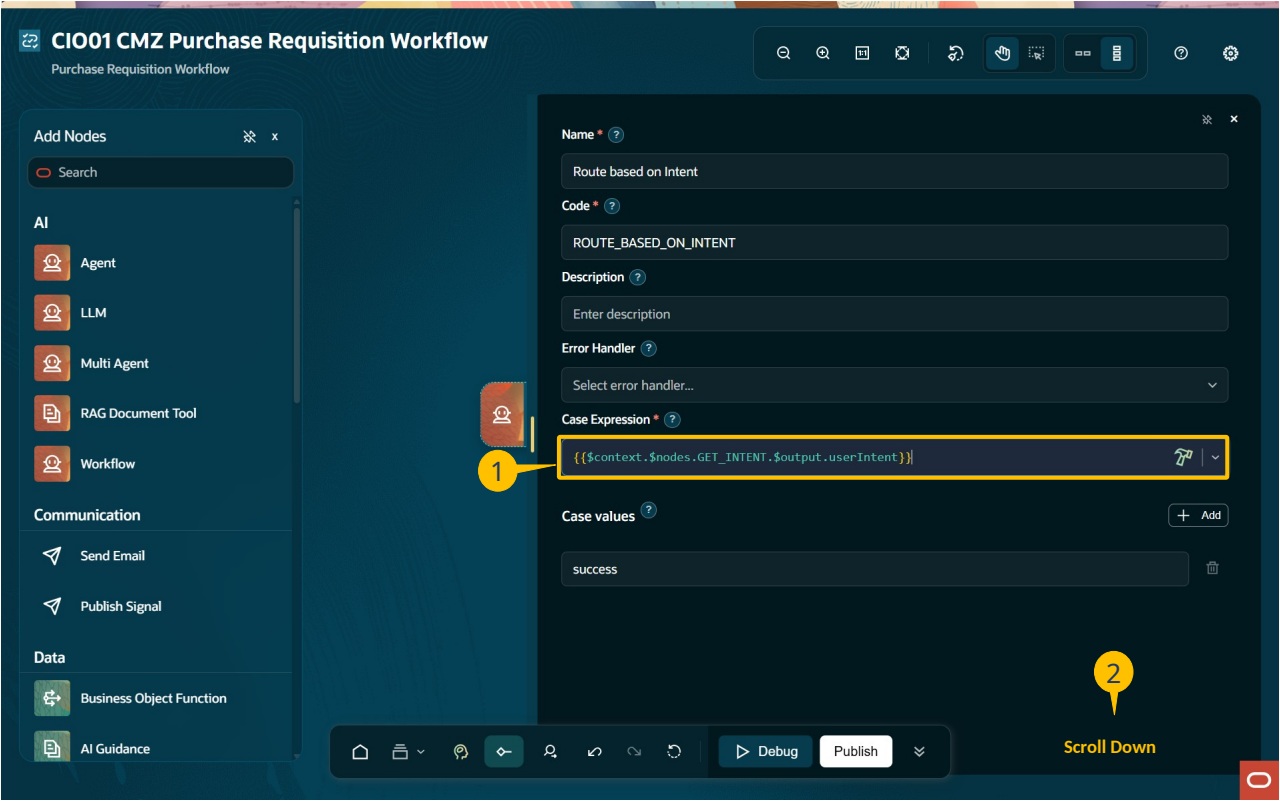 CIO01 CMZ Purchase Requisition Workflow
Purchase Requisition Workflow
1:1
Add Nodes
x
Search
AI
Agent
LLM
Multi Agent
RAG Document Tool
Workflow
Communication
Send Email
Publish Signal
Data
Business Object Function
AI Guidance
Name * ?
Route based on Intent
Code * ?
ROUTE_BASED_ON_INTENT
Description ?
Enter description
Error Handler ?
Select error handler...
Case Expression * ?
1
{{$context.$nodes.GET_INTENT.$output.userIntent}}
Case values ?
+ Add
success
2
Scroll Down
Debug
Publish